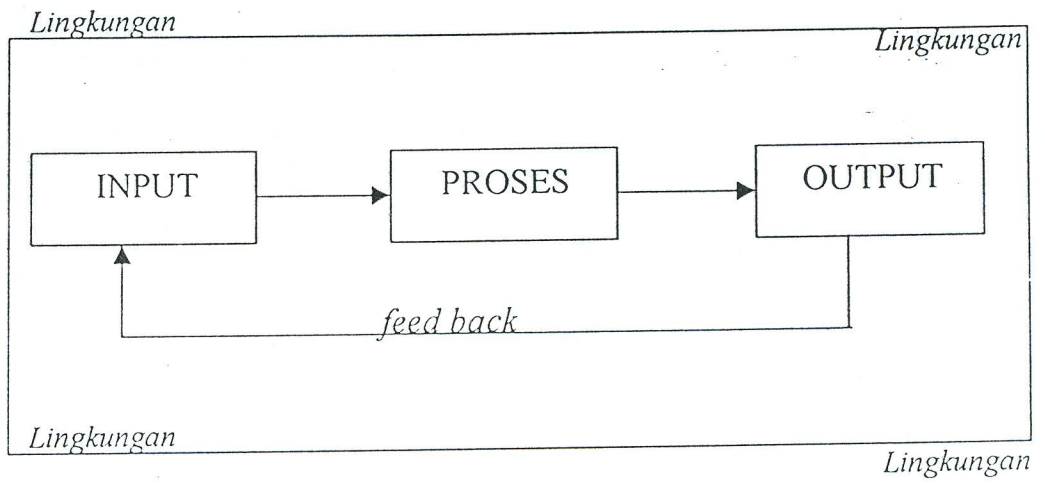 Lingkungan
Lingkungan
INPUT
PROSES
OUTPUT
feed back
Lingkungan
Lingkungan